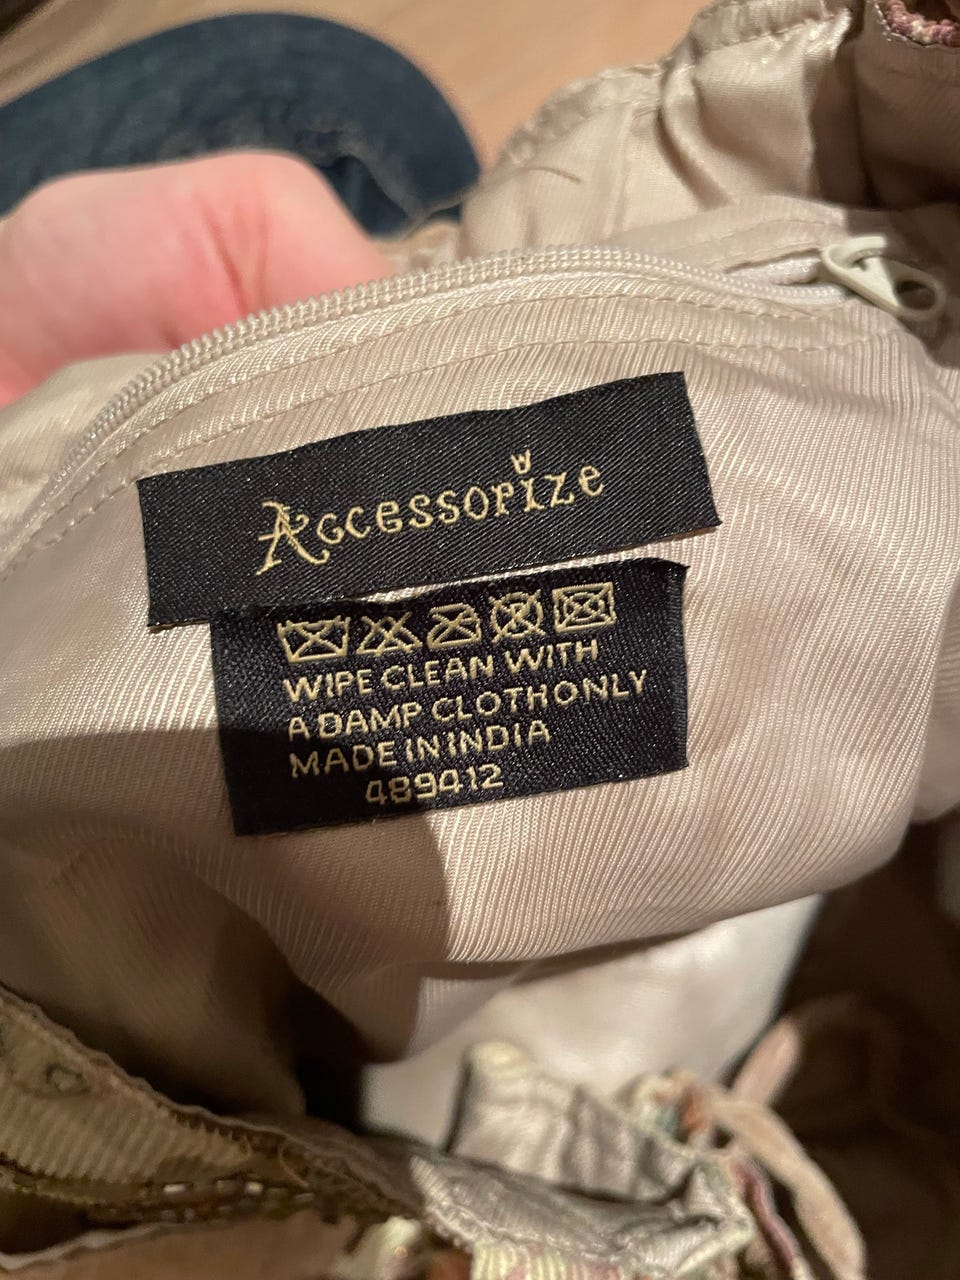 Accessorize
WIPE CLEAN WITH
A DAMP CLOTH ONLY
MADE IN INDIA
489412